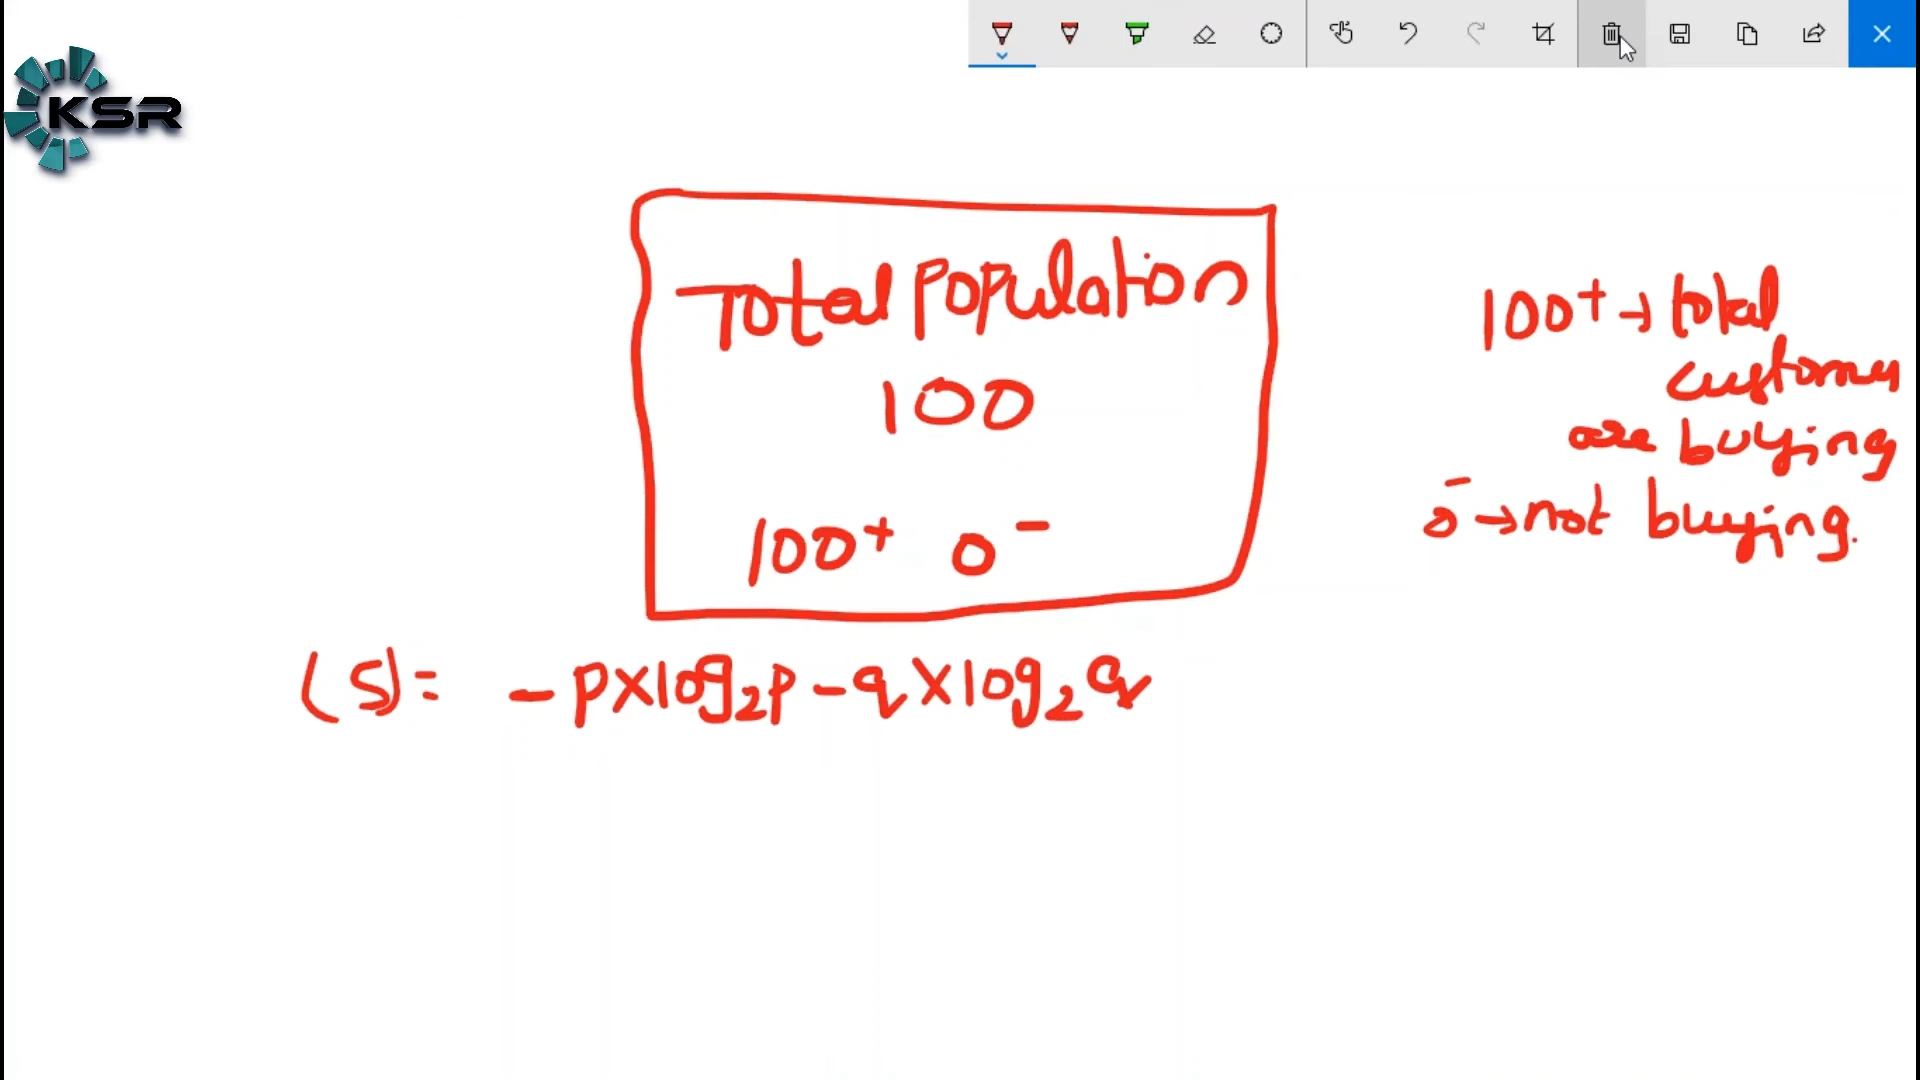 KSR
Total population
100
100+ 0-
100+ → total
customer
are buying
0- → not buying.
(S) = - p×log₂p - q×log₂q